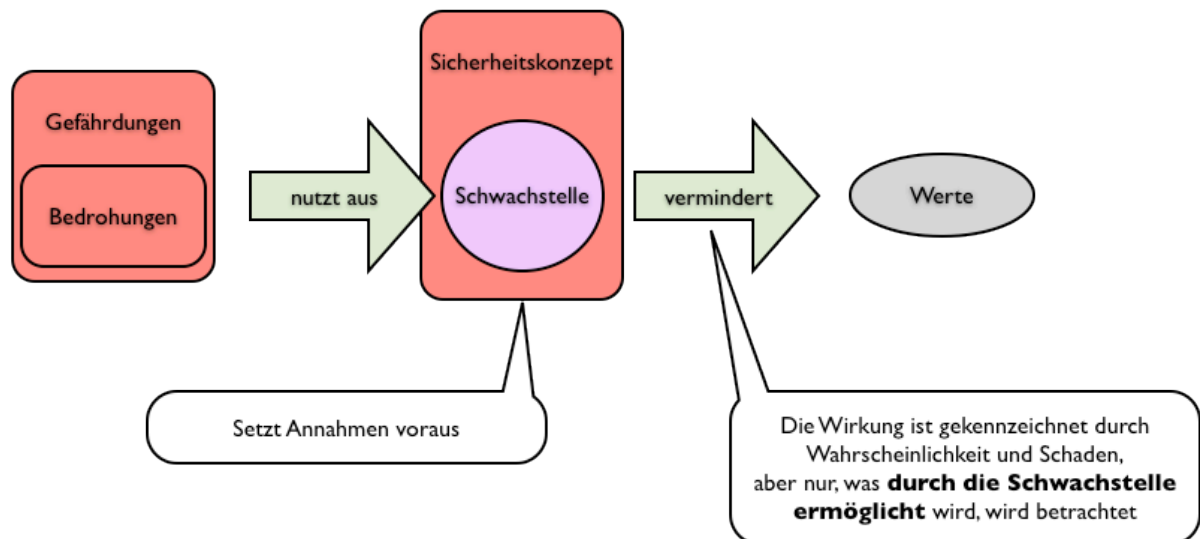 Gefährdungen
Bedrohungen
nutzt aus
Sicherheitskonzept
Schwachstelle
vermindert
Werte
Setzt Annahmen voraus
Die Wirkung ist gekennzeichnet durch
Wahrscheinlichkeit und Schaden,
aber nur, was durch die Schwachstelle
ermöglicht wird, wird betrachtet